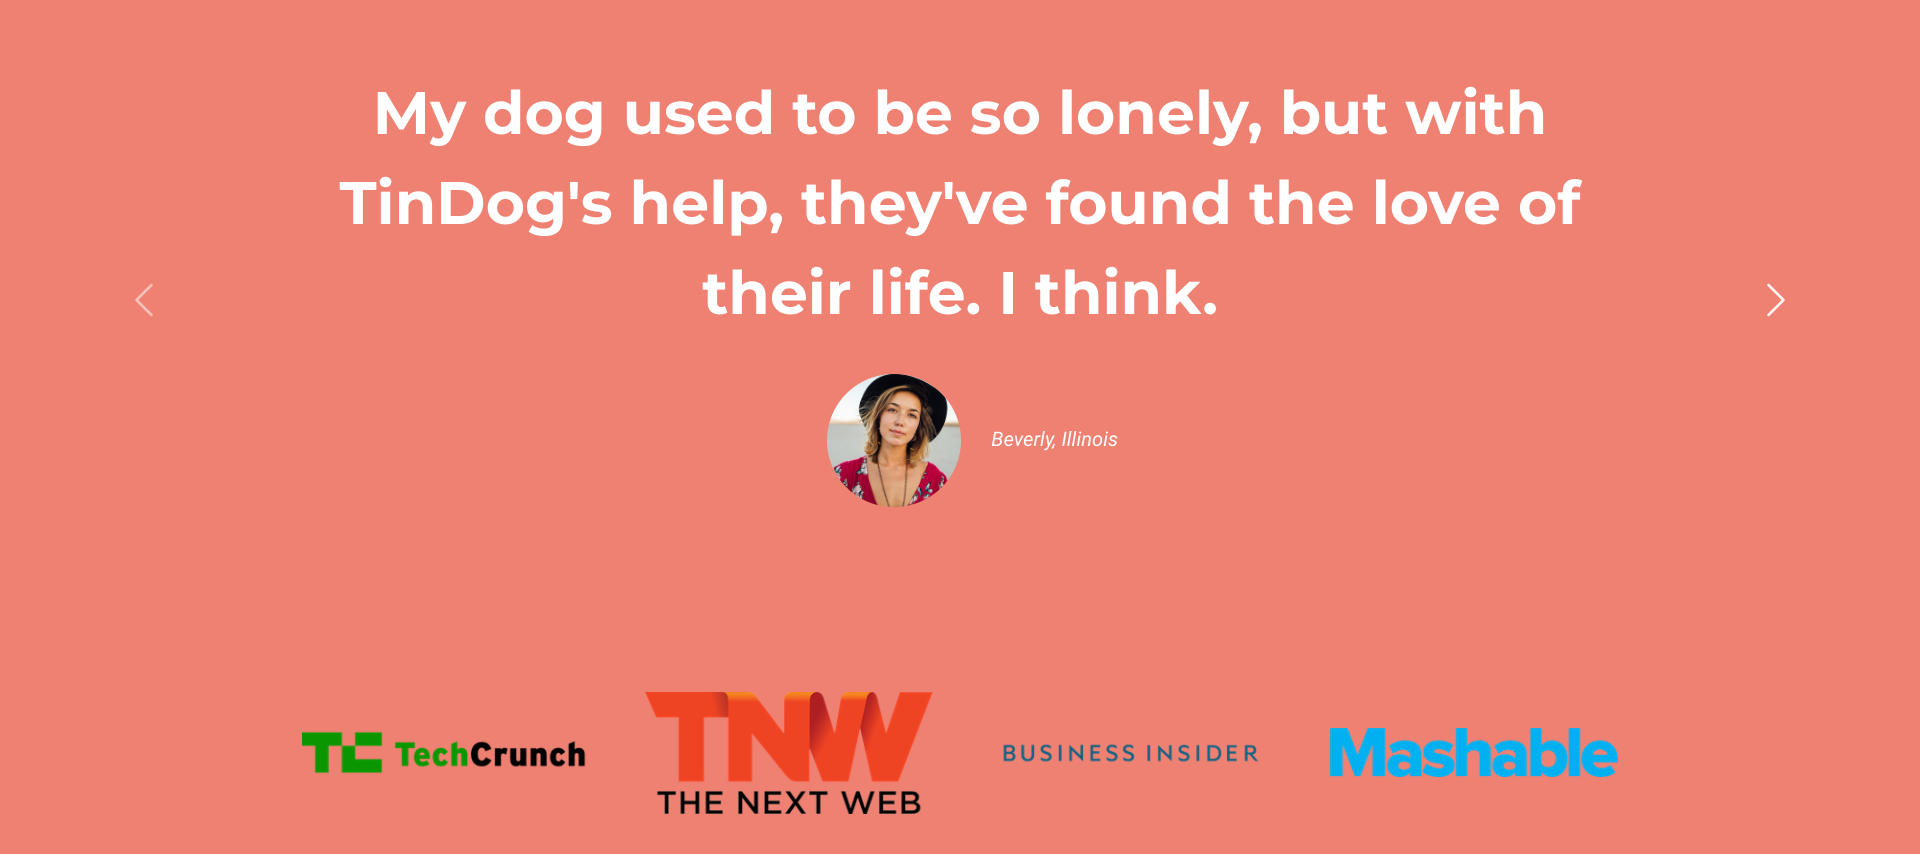 My dog used to be so lonely, but with
TinDog's help, they've found the love of
their life. I think.
Beverly, Illinois
TC TechCrunch
TNW
THE NEXT WEB
BUSINESS INSIDER
Mashable